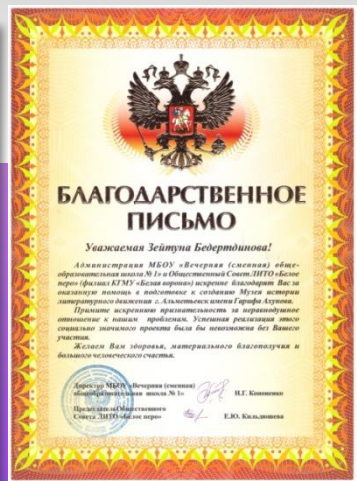 БЛАГОДАРСТВЕННОЕ
ПИСЬМО
Уважаемая Зейтуна Бедертдинова!
Администрация МБОУ «Вечерняя (сменная) обще-
образовательная школа № 1» и Общественный Совет ЛИТО «Белое
перо» (филиал КГМУ «Белая ворона») искренне благодарят Вас за
оказанную помощь в подготовке к созданию Музея истории
литературного движения г. Альметьевск имени Гарифа Ахунова.
Примите искреннюю признательность за неравнодушное
отношение к нашим проблемам. Успешная реализация этого
социально значимого проекта была бы невозможна без Вашего
участия.
Желаем Вам здоровья, материального благополучия и
большого человеческого счастья.
Директор МБОУ «Вечерняя (сменная)
общеобразовательная школа № 1» Н.Г. Кононенко
Председатель Общественного
Совета ЛИТО «Белое перо» Е.Ю. Кильдюшева